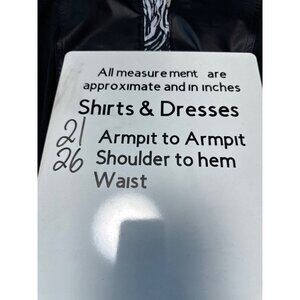 All measurement are
approximate and in inches
Shirts & Dresses
21 Armpit to Armpit
26 Shoulder to hem
Waist